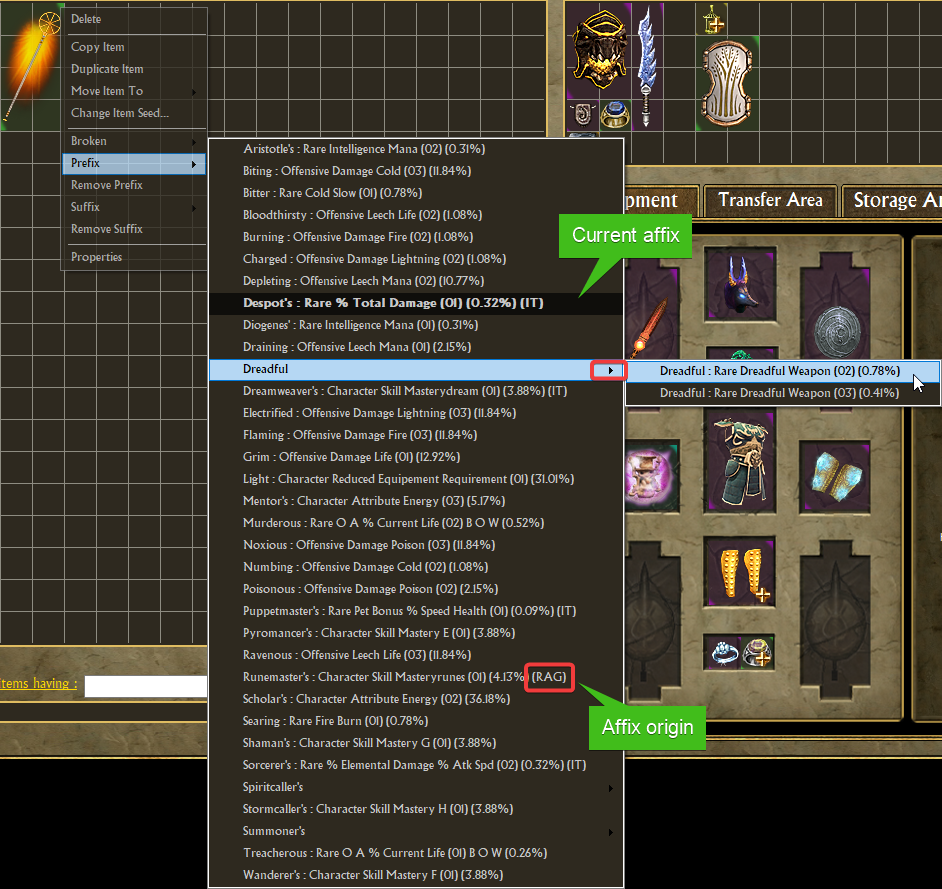 Delete
Copy Item
Duplicate Item
Move Item To
Change Item Seed...
Broken
Prefix
Remove Prefix
Suffix
Remove Suffix
Properties
Aristotle's : Rare Intelligence Mana (02) (0.31%)
Biting : Offensive Damage Cold (03) (11.84%)
Bitter : Rare Cold Slow (01) (0.78%)
Bloodthirsty : Offensive Leech Life (02) (1.08%)
Burning : Offensive Damage Fire (02) (1.08%)
Charged : Offensive Damage Lightning (02) (1.08%)
Depleting : Offensive Leech Mana (02) (10.77%)
Despot's : Rare % Total Damage (01) (0.32%) (IT)
Diogenes' : Rare Intelligence Mana (01) (0.31%)
Draining : Offensive Leech Mana (01) (2.15%)
Dreadful
Dreamweaver's : Character Skill Masterydream (01) (3.88%) (IT)
Electrified : Offensive Damage Lightning (03) (11.84%)
Flaming : Offensive Damage Fire (03) (11.84%)
Grim : Offensive Damage Life (01) (12.92%)
Light : Character Reduced Equipement Requirement (01) (31.01%)
Mentor's : Character Attribute Energy (03) (5.17%)
Murderous : Rare O A % Current Life (02) B O W (0.52%)
Noxious : Offensive Damage Poison (03) (11.84%)
Numbing : Offensive Damage Cold (02) (1.08%)
Poisonous : Offensive Damage Poison (02) (2.15%)
Puppetmaster's : Rare Pet Bonus % Speed Health (01) (0.09%) (IT)
Pyromancer's : Character Skill Mastery E (01) (3.88%)
Ravenous : Offensive Leech Life (03) (11.84%)
Runemaster's : Character Skill Masteryrunes (01) (4.13%) (RAG)
Scholar's : Character Attribute Energy (02) (36.18%)
Searing : Rare Fire Burn (01) (0.78%)
Shaman's : Character Skill Mastery G (01) (3.88%)
Sorcerer's : Rare % Elemental Damage % Atk Spd (02) (0.32%) (IT)
Spiritcaller's
Stormcaller's : Character Skill Mastery H (01) (3.88%)
Summoner's
Treacherous : Rare O A % Current Life (01) B O W (0.26%)
Wanderer's : Character Skill Mastery F (01) (3.88%)
Dreadful : Rare Dreadful Weapon (02) (0.78%)
Dreadful : Rare Dreadful Weapon (03) (0.41%)
Current affix
Affix origin
pment
Transfer Area
Storage Ar
Items having :